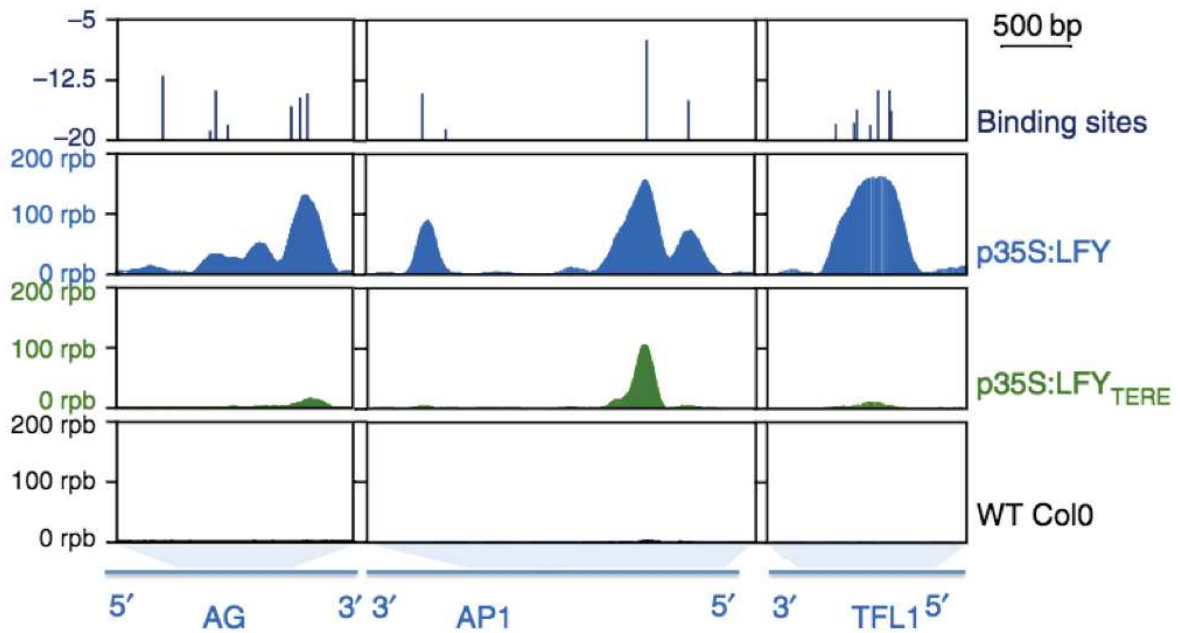 −5
−12.5
−20
500 bp
Binding sites
200 rpb
100 rpb
0 rpb
p35S:LFY
200 rpb
100 rpb
0 rpb
p35S:LFY_TERE
200 rpb
100 rpb
0 rpb
WT Col0
5′ AG 3′ 3′ AP1 5′ 3′ TFL1 5′